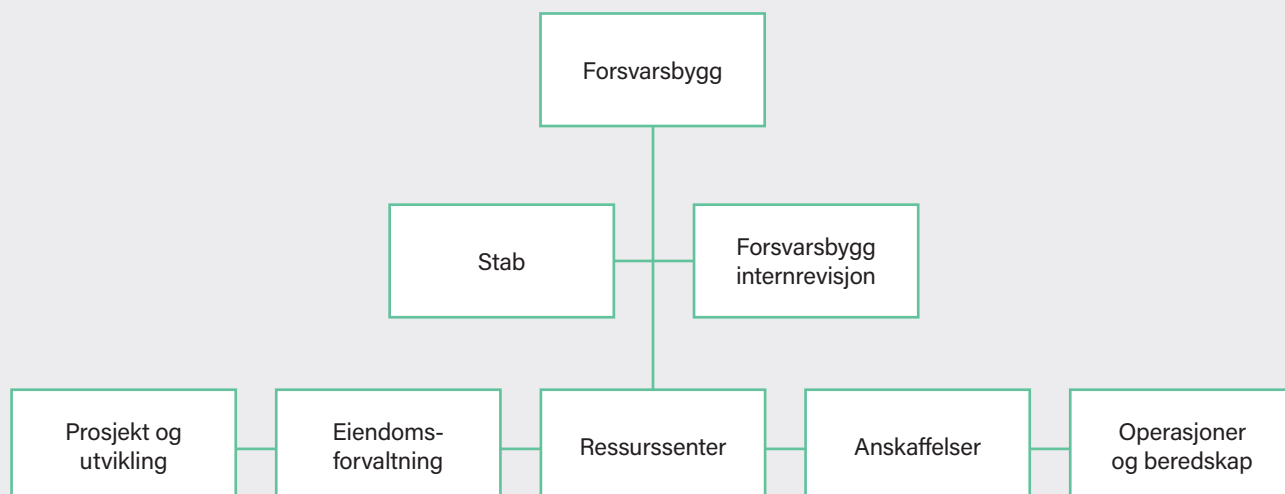 Forsvarsbygg
Stab
Forsvarsbygg
internrevisjon
Prosjekt og
utvikling
Eiendoms-
forvaltning
Ressurssenter
Anskaffelser
Operasjoner
og beredskap